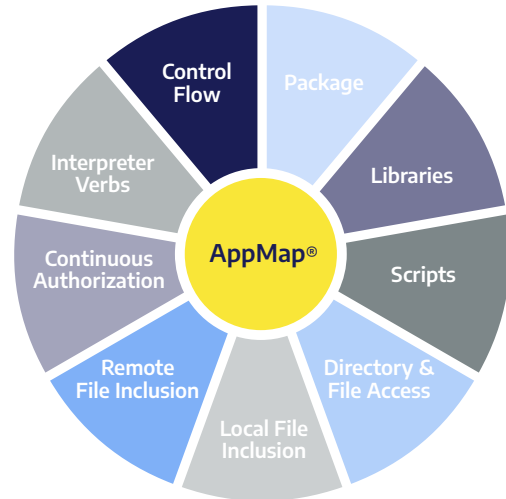 Control
Flow
Package
Libraries
Scripts
Directory &
File Access
Local File
Inclusion
Remote
File Inclusion
Continuous
Authorization
Interpreter
Verbs
AppMap®